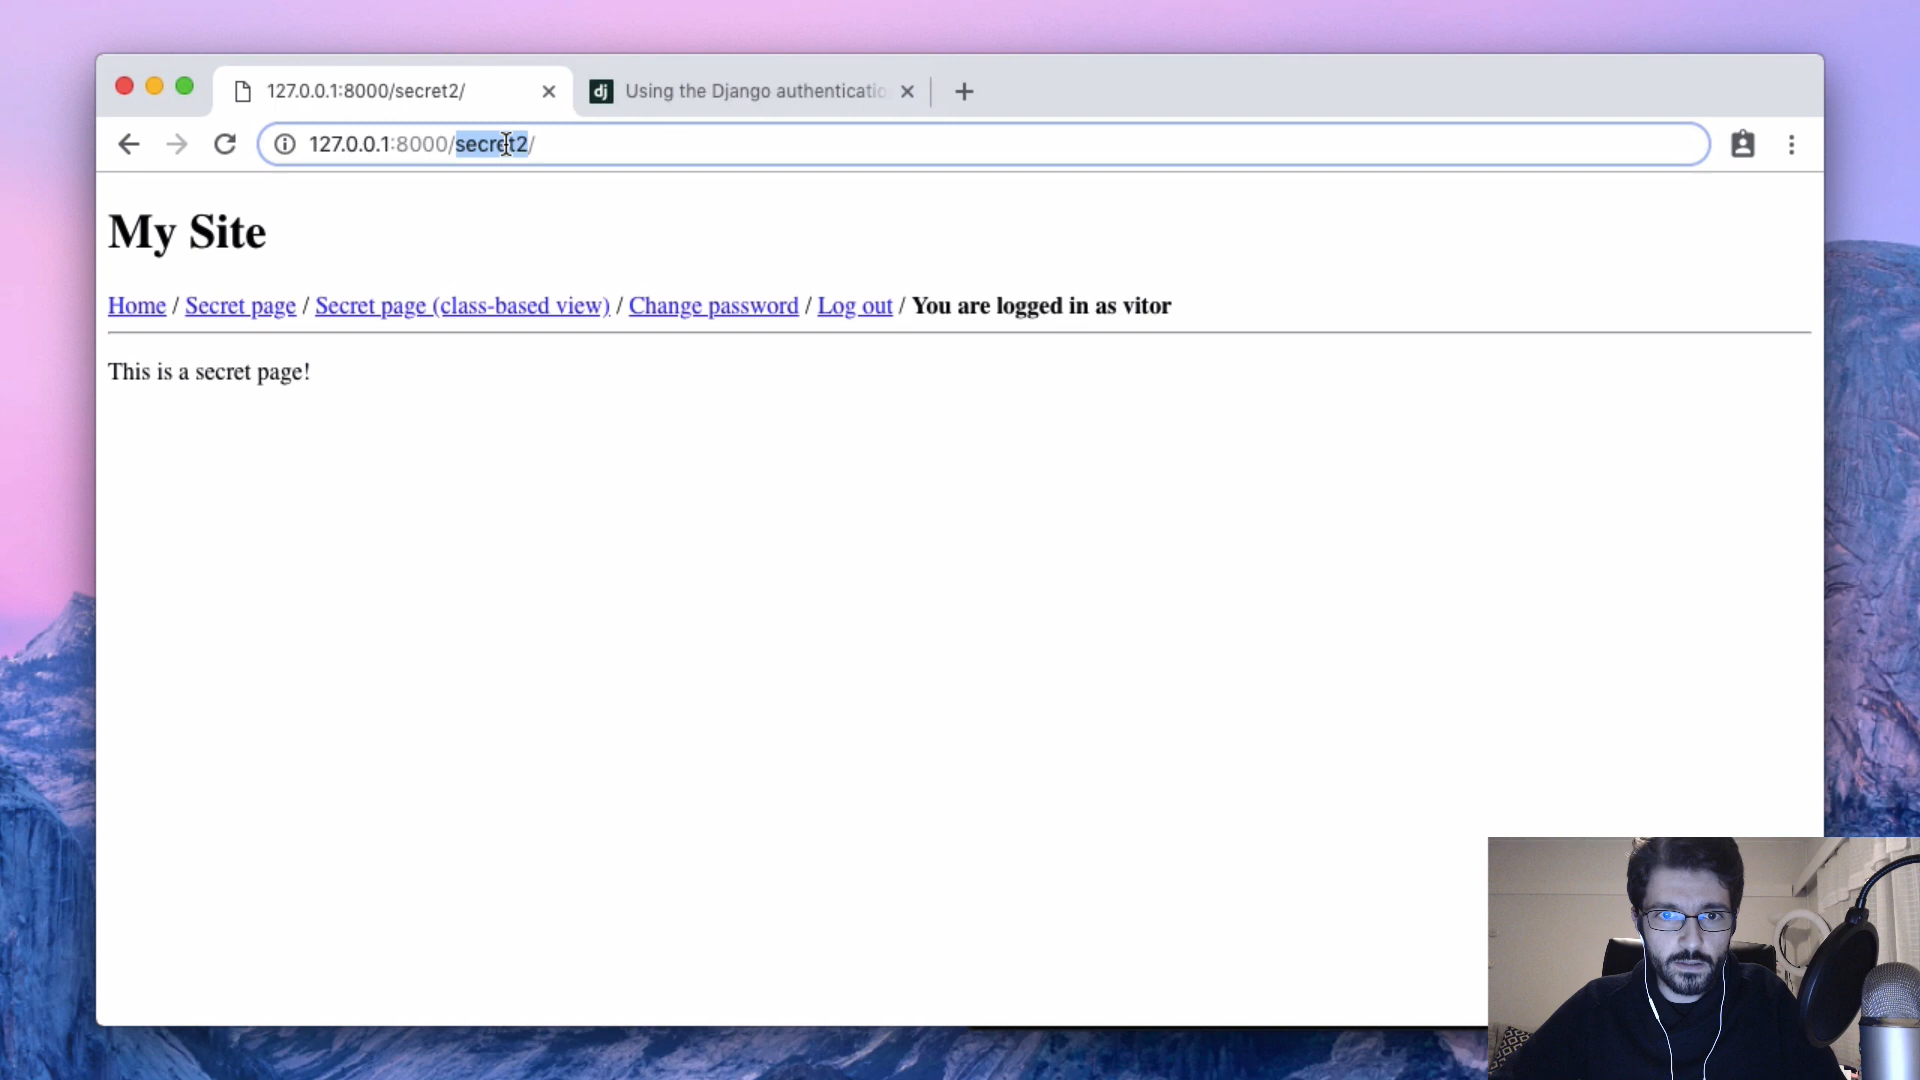 127.0.0.1:8000/secret2/
dj Using the Django authenticatio
127.0.0.1:8000/secret2/
My Site
Home / Secret page / Secret page (class-based view) / Change password / Log out / You are logged in as vitor
This is a secret page!